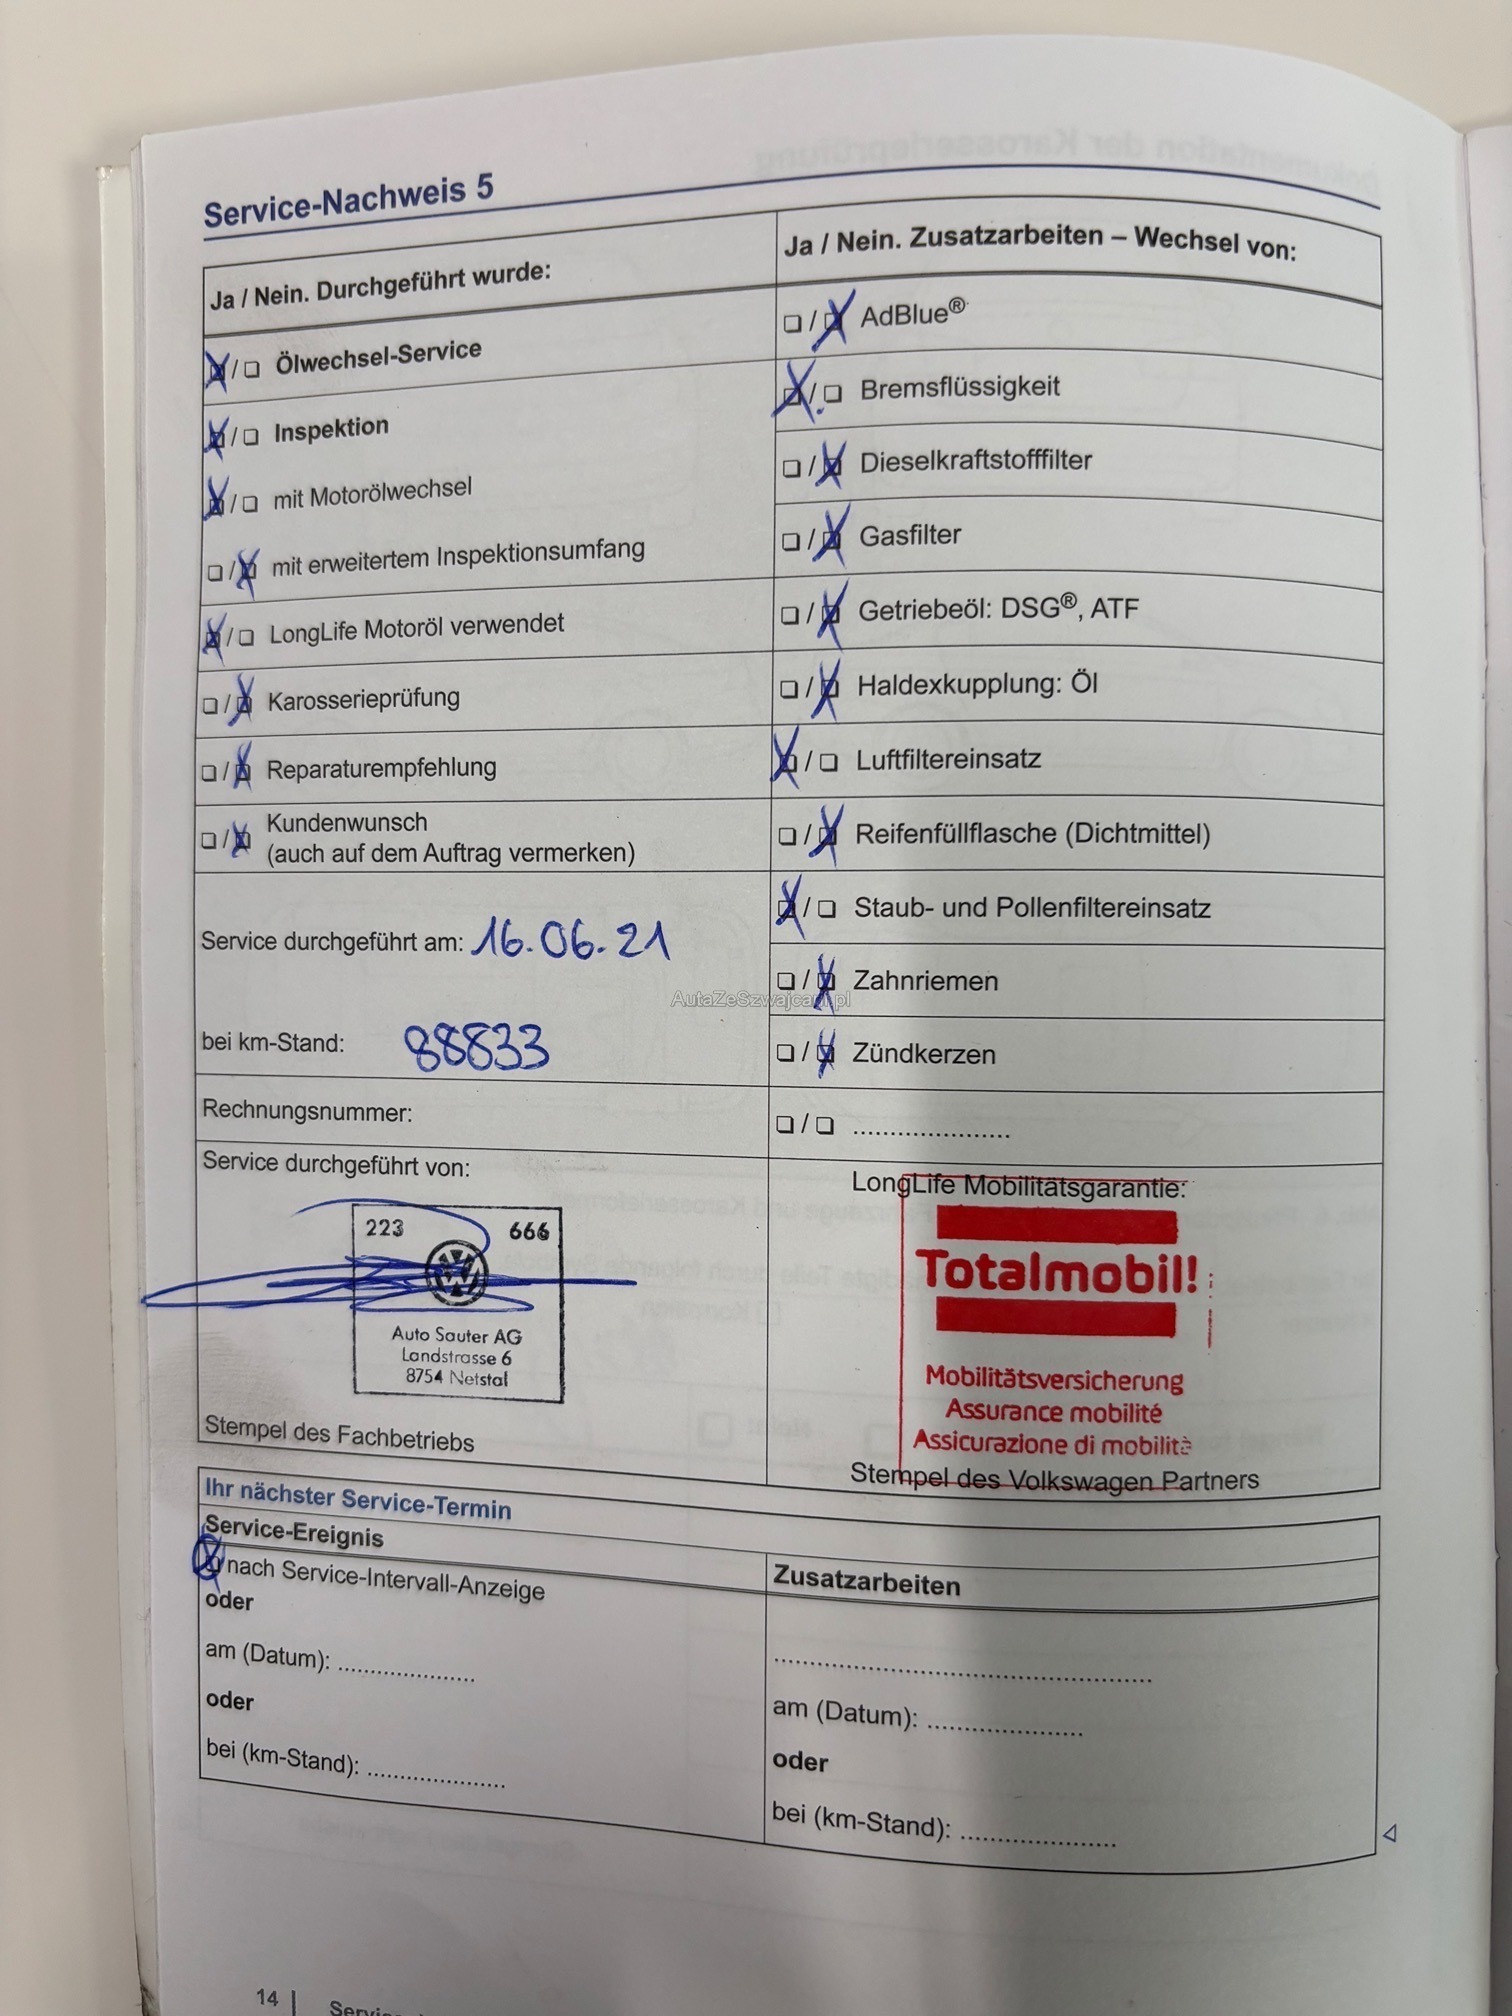 Service-Nachweis 5
Ja / Nein. Durchgeführt wurde:
☒/☐ Ölwechsel-Service
☒/☐ Inspektion
☒/☐ mit Motorölwechsel
☐/☒ mit erweitertem Inspektionsumfang
☒/☐ LongLife Motoröl verwendet
☐/☒ Karosserieprüfung
☐/☒ Reparaturempfehlung
☐/☒ Kundenwunsch
(auch auf dem Auftrag vermerken)
Service durchgeführt am: 16.06.21
bei km-Stand: 88833
Rechnungsnummer:
Service durchgeführt von:
223 666
Auto Sauter AG
Landstrasse 6
8754 Netstal
Stempel des Fachbetriebs
Ja / Nein. Zusatzarbeiten – Wechsel von:
☐/☒ AdBlue®
☒/☐ Bremsflüssigkeit
☐/☒ Dieselkraftstofffilter
☐/☒ Gasfilter
☐/☒ Getriebeöl: DSG®, ATF
☐/☒ Haldexkupplung: Öl
☒/☐ Luftfiltereinsatz
☐/☒ Reifenfüllflasche (Dichtmittel)
☒/☐ Staub- und Pollenfiltereinsatz
☐/☒ Zahnriemen
☐/☒ Zündkerzen
☐/☐ ......................
LongLife Mobilitätsgarantie:
Totalmobil!
Mobilitätsversicherung
Assurance mobilité
Assicurazione di mobilità
Stempel des Volkswagen Partners
AutaZeSzwajcarii.pl
Ihr nächster Service-Termin
Service-Ereignis
☒ nach Service-Intervall-Anzeige
oder
am (Datum): ....................
oder
bei (km-Stand): ....................
Zusatzarbeiten
......................................................
am (Datum): ......................
oder
bei (km-Stand): ......................
14 |